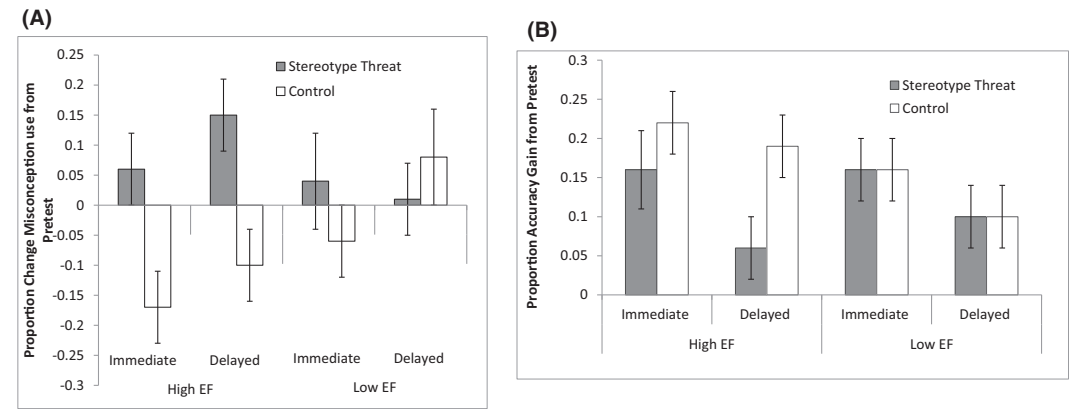 (A)
Proportion Change Misconception use from
Pretest
0.25
0.2
0.15
0.1
0.05
0
-0.05
-0.1
-0.15
-0.2
-0.25
-0.3
Stereotype Threat
Control
Immediate Delayed Immediate Delayed
High EF Low EF
(B)
Proportion Accuracy Gain from Pretest
0.3
0.25
0.2
0.15
0.1
0.05
0
Stereotype Threat
Control
Immediate Delayed Immediate Delayed
High EF Low EF